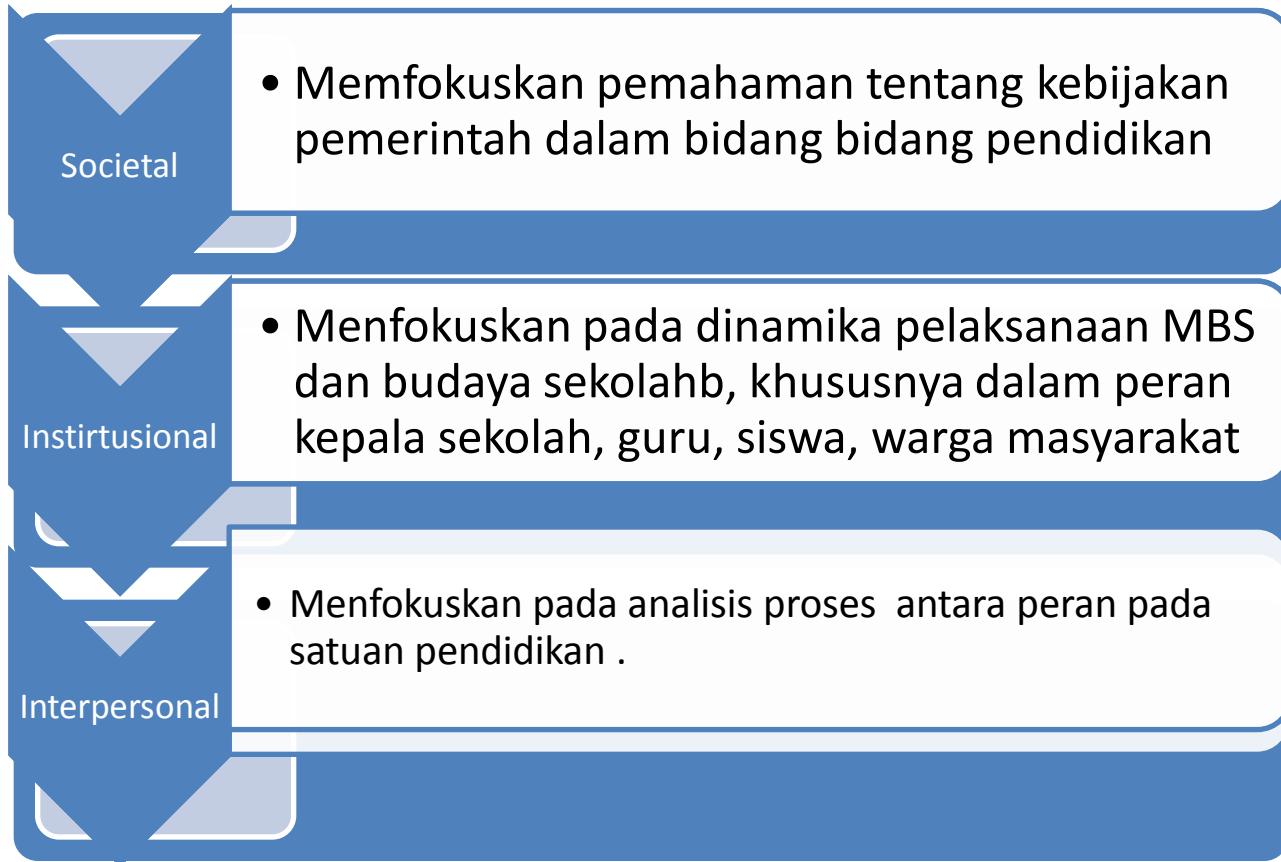 Societal
• Memfokuskan pemahaman tentang kebijakan
pemerintah dalam bidang bidang pendidikan
Instirtusional
• Menfokuskan pada dinamika pelaksanaan MBS
dan budaya sekolahb, khususnya dalam peran
kepala sekolah, guru, siswa, warga masyarakat
Interpersonal
• Menfokuskan pada analisis proses  antara peran pada
satuan pendidikan .